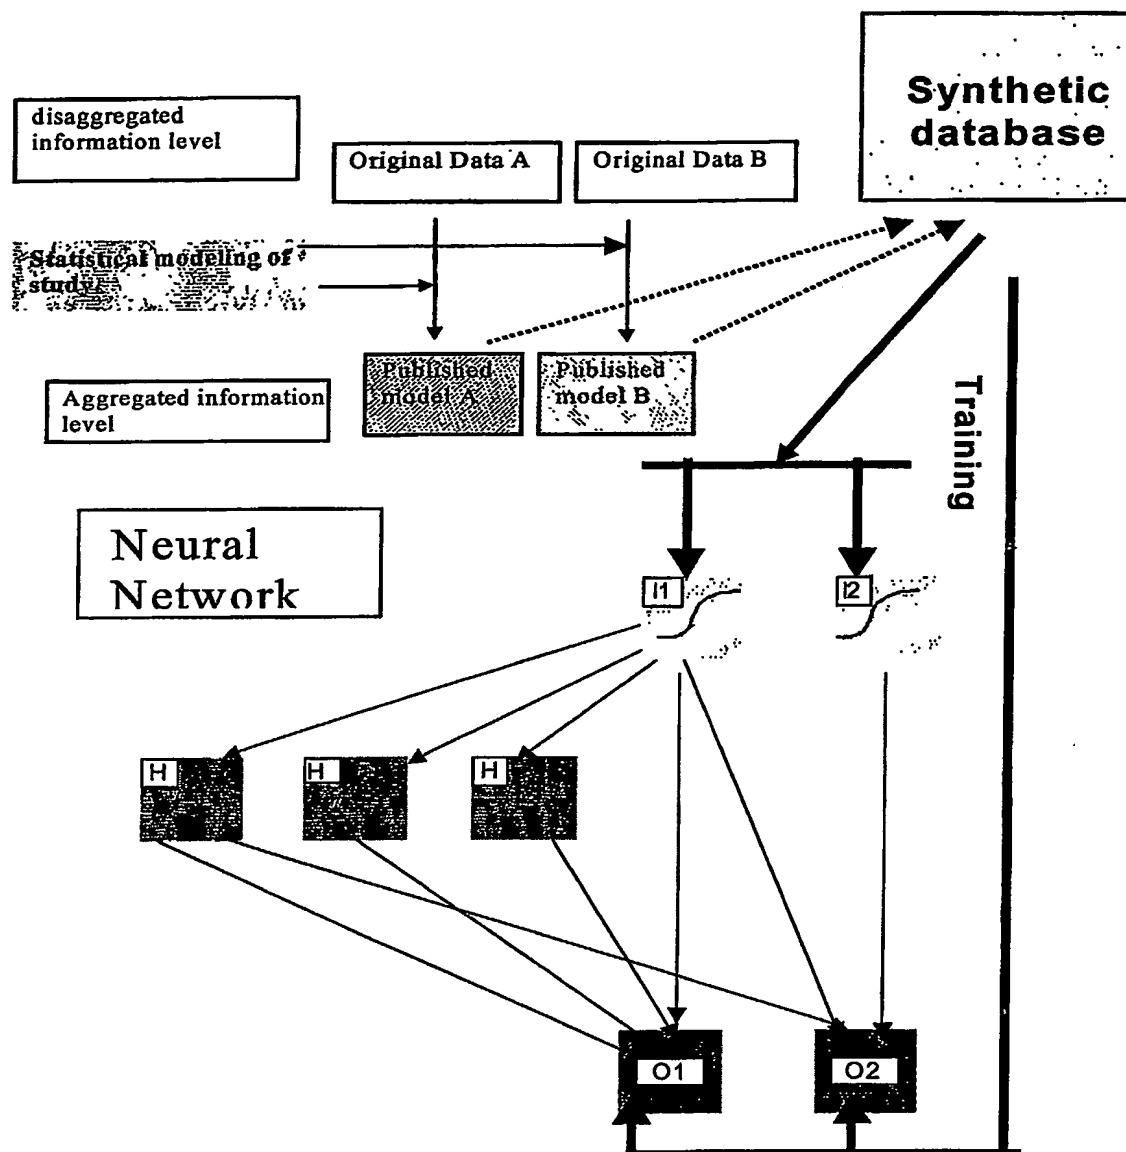 Synthetic
database
disaggregated
information level
Original Data A
Original Data B
Statistical modeling of
study
Published
model A
Published
model B
Aggregated information
level
Training
Neural
Network
I1
I2
H
H
H
O1
O2